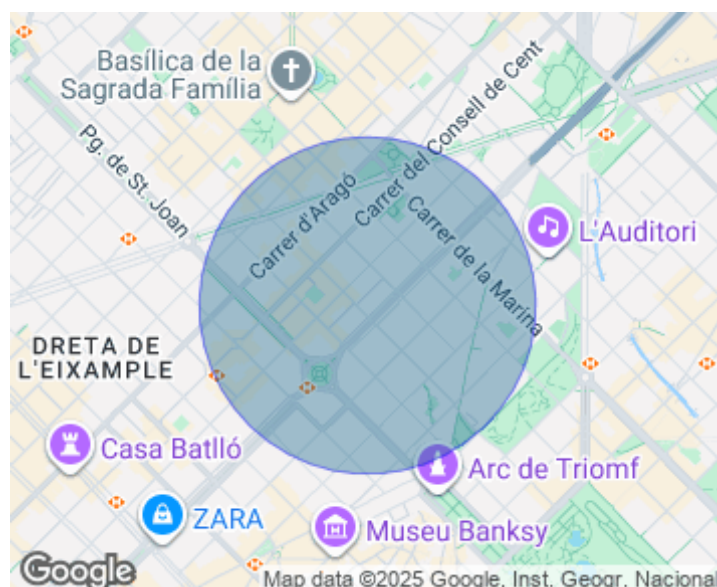 Basílica de la
Sagrada Família
Carrer del Consell de Cent
Pg. de St. Joan
Carrer d'Aragó
Carrer de la Marina
L'Auditori
DRETA DE
L'EIXAMPLE
Casa Batlló
Arc de Triomf
ZARA
Museu Banksy
Google
Map data ©2025 Google, Inst. Geogr. Nacional